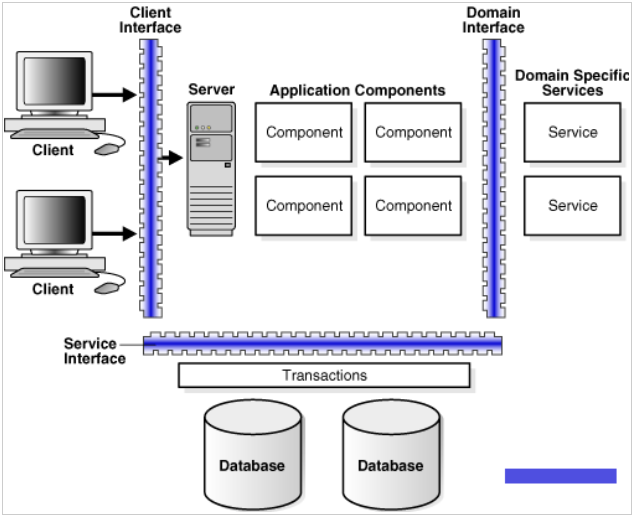 Client
Interface
Domain
Interface
Server
Application Components
Domain Specific
Services
Client
Component
Component
Service
Client
Component
Component
Service
Service
Interface
Transactions
Database
Database